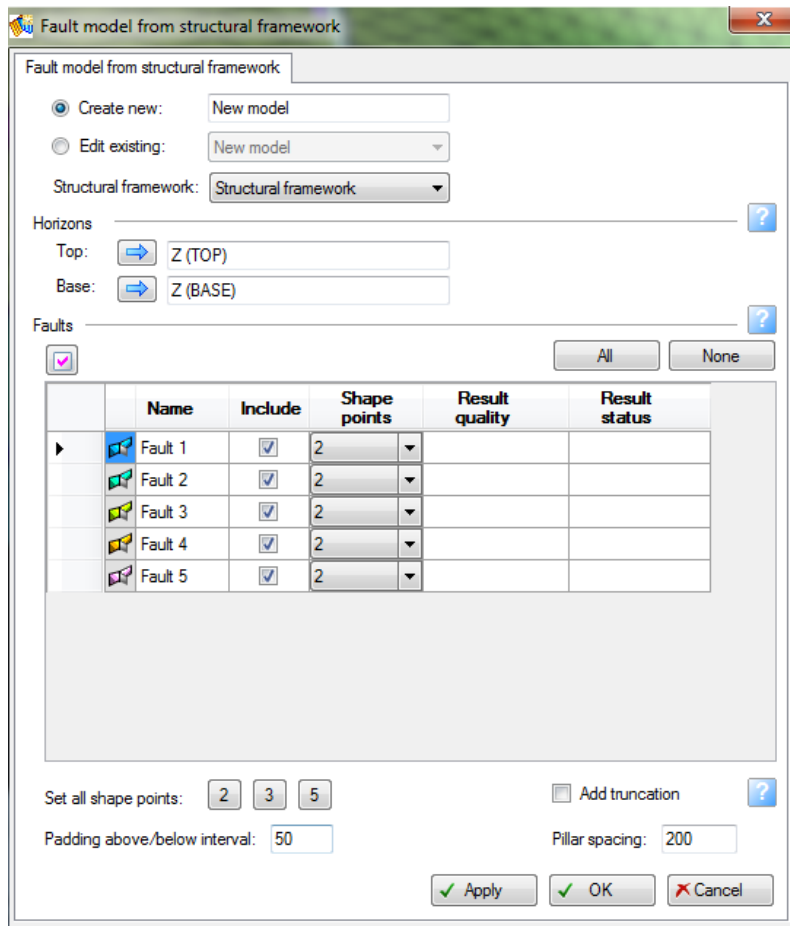 Fault model from structural framework
X
Fault model from structural framework
Create new: New model
Edit existing: New model
Structural framework: Structural framework
Horizons
?
Top: Z (TOP)
Base: Z (BASE)
Faults
?
All None
Name Include Shape points Result quality Result status
Fault 1 2
Fault 2 2
Fault 3 2
Fault 4 2
Fault 5 2
Set all shape points: 2 3 5 Add truncation ?
Padding above/below interval: 50 Pillar spacing: 200
Apply OK Cancel